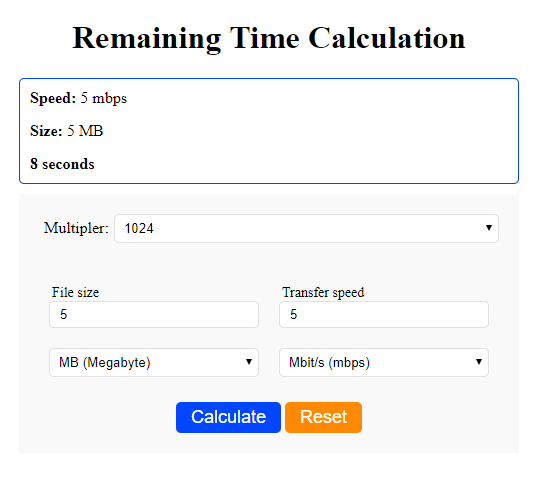 Remaining Time Calculation
Speed: 5 mbps
Size: 5 MB
8 seconds
Multipler: 1024
File size Transfer speed
5 5
MB (Megabyte) Mbit/s (mbps)
Calculate Reset